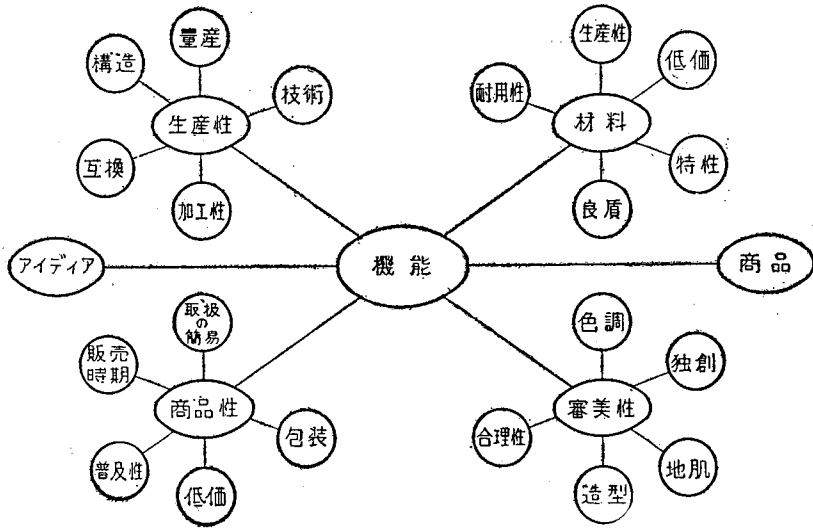 量産
構造
技術
生産性
互換
加工性
生産性
低価
耐用性
材料
特性
良質
アイディア
機能
商品
取扱
の
簡易
販売
時期
商品性
包装
普及性
低価
色調
独創
審美性
合理性
地肌
造型